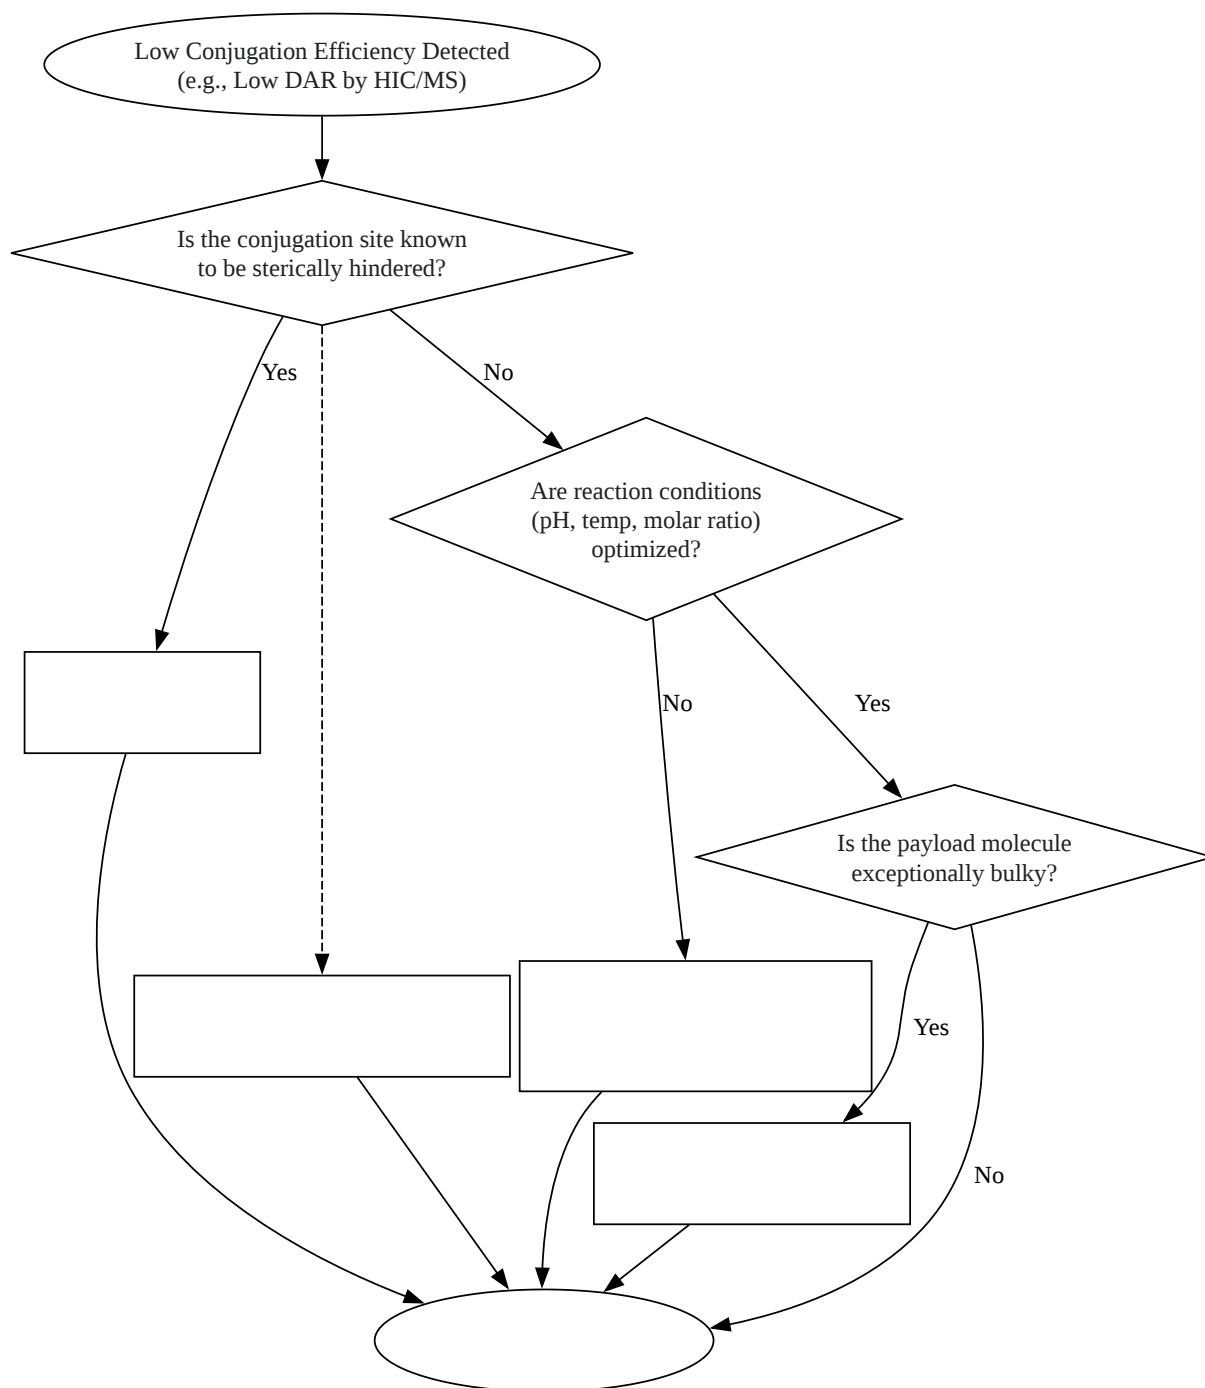 Low Conjugation Efficiency Detected
(e.g., Low DAR by HIC/MS)
Is the conjugation site known
to be sterically hindered?
Yes
No
Are reaction conditions
(pH, temp, molar ratio)
optimized?
No
Yes
Is the payload molecule
exceptionally bulky?
Yes
No